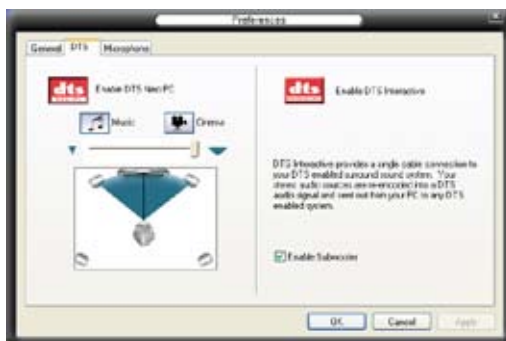 Preferences
General DTS Microphone
dts Enable DTS Neo:PC
Music Cinema
dts Enable DTS Interactive
DTS Interactive provides a single cable connection to
your DTS enabled surround sound system. Your
stereo audio sources are re-encoded into a DTS
audio signal and sent out from your PC to any DTS
enabled system.
Enable Subwoofer
OK Cancel Apply